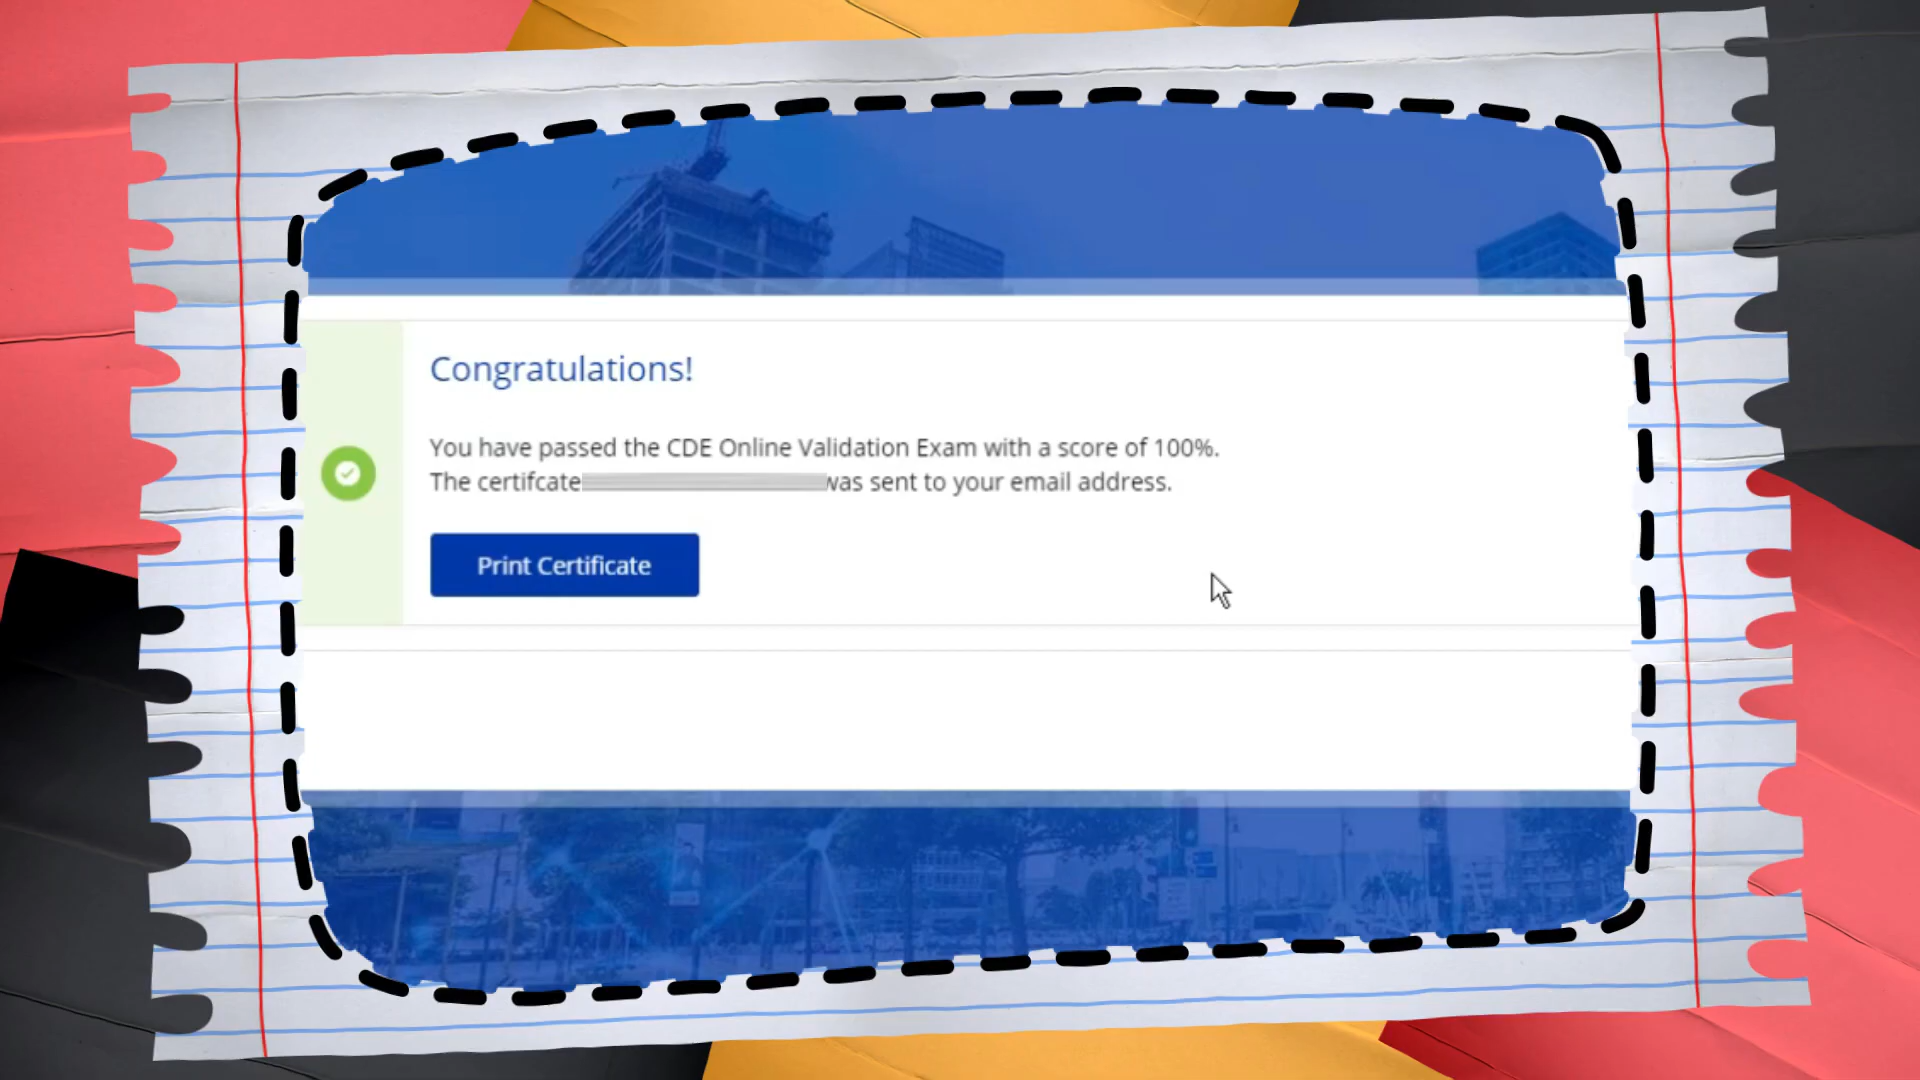 Congratulations!
You have passed the CDE Online Validation Exam with a score of 100%.
The certifcate was sent to your email address.
Print Certificate